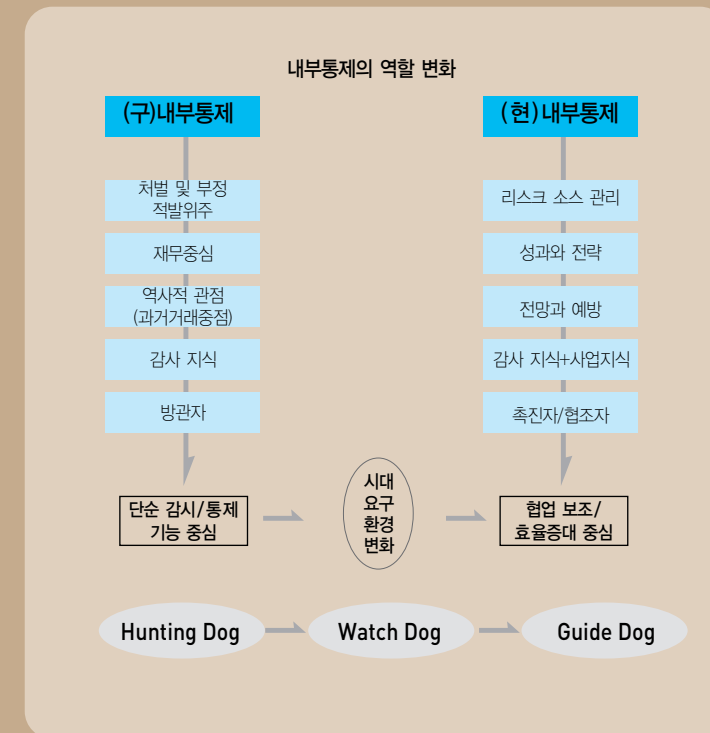 내부통제의 역할 변화
(구)내부통제
처벌 및 부정
적발위주
재무중심
역사적 관점
(과거거래중점)
감사 지식
방관자
단순 감시/통제
기능 중심
시대
요구
환경
변화
(현)내부통제
리스크 소스 관리
성과와 전략
전망과 예방
감사 지식+사업지식
촉진자/협조자
협업 보조/
효율증대 중심
Hunting Dog
Watch Dog
Guide Dog